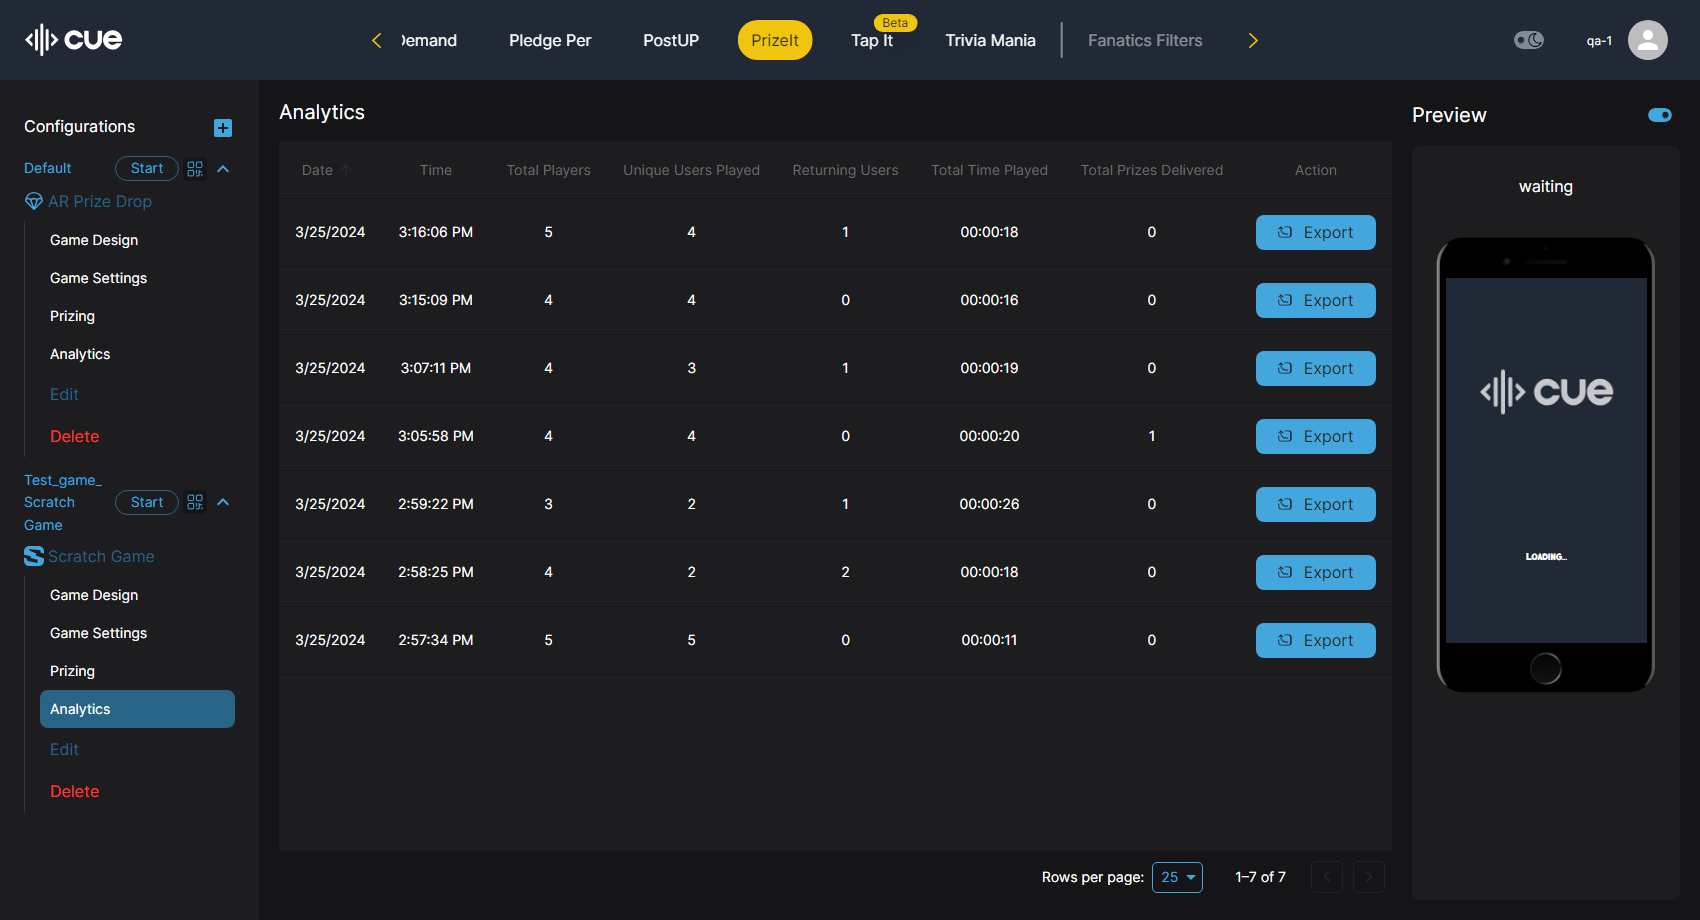 cue
Demand
Pledge Per
PostUP
PrizeIt
Beta
Tap It
Trivia Mania
Fanatics Filters
qa-1
Configurations
Default
Start
AR Prize Drop
Game Design
Game Settings
Prizing
Analytics
Edit
Delete
Test_game_
Scratch
Game
Start
Scratch Game
Game Design
Game Settings
Prizing
Analytics
Edit
Delete
Analytics
Date Time Total Players Unique Users Played Returning Users Total Time Played Total Prizes Delivered Action
3/25/2024 3:16:06 PM 5 4 1 00:00:18 0 Export
3/25/2024 3:15:09 PM 4 4 0 00:00:16 0 Export
3/25/2024 3:07:11 PM 4 3 1 00:00:19 0 Export
3/25/2024 3:05:58 PM 4 4 0 00:00:20 1 Export
3/25/2024 2:59:22 PM 3 2 1 00:00:26 0 Export
3/25/2024 2:58:25 PM 4 2 2 00:00:18 0 Export
3/25/2024 2:57:34 PM 5 5 0 00:00:11 0 Export
Rows per page: 25 1–7 of 7
Preview
waiting
cue
LOADING...